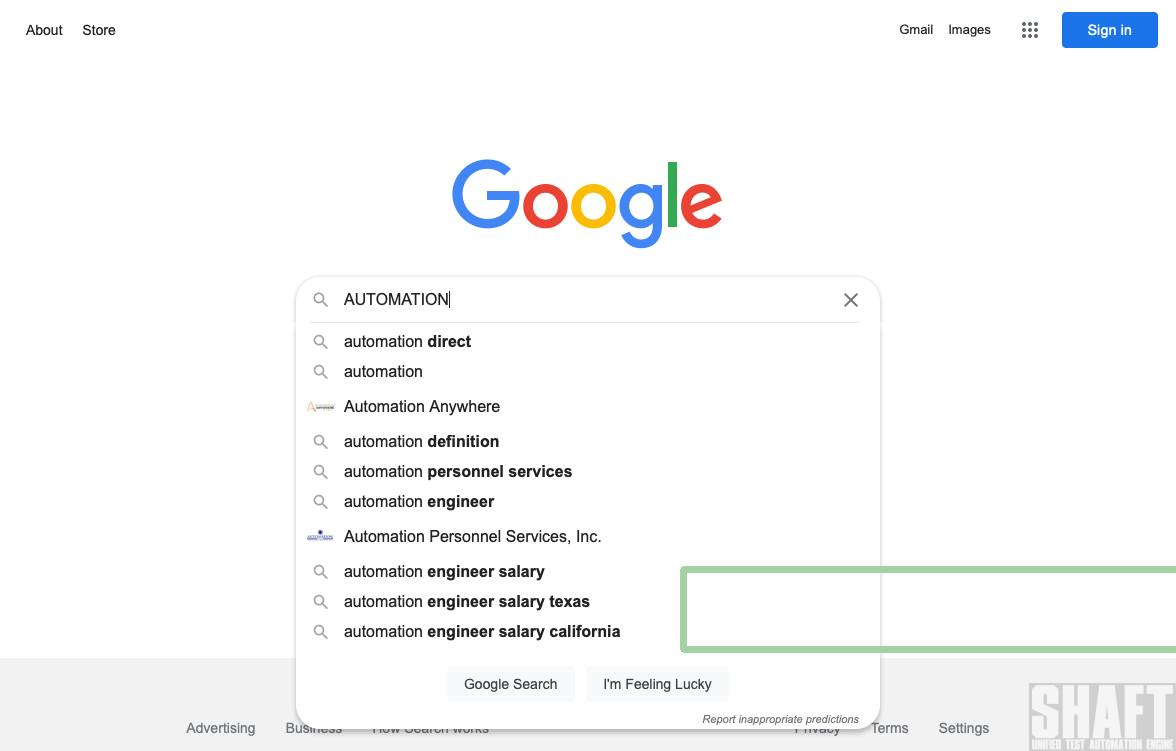 About Store Gmail Images Sign in
Google
AUTOMATION
automation direct
automation
Automation Anywhere
automation definition
automation personnel services
automation engineer
Automation Personnel Services, Inc.
automation engineer salary
automation engineer salary texas
automation engineer salary california
Google Search I'm Feeling Lucky
Report inappropriate predictions
Advertising Business How Search works Privacy Terms Settings
SHAFT
UNIFIED TEST AUTOMATION ENGINE